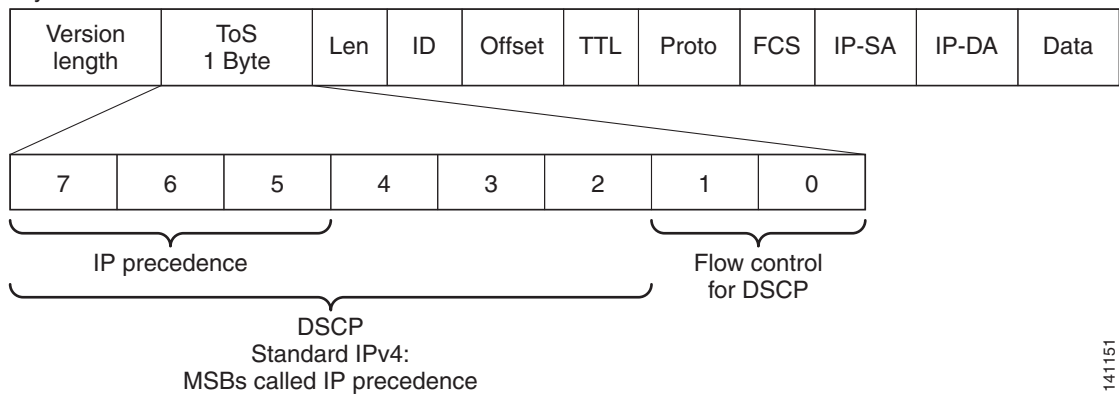 Version length ToS 1 Byte Len ID Offset TTL Proto FCS IP-SA IP-DA Data
7 6 5 4 3 2 1 0
IP precedence
Flow control
for DSCP
DSCP
Standard IPv4:
MSBs called IP precedence
141151